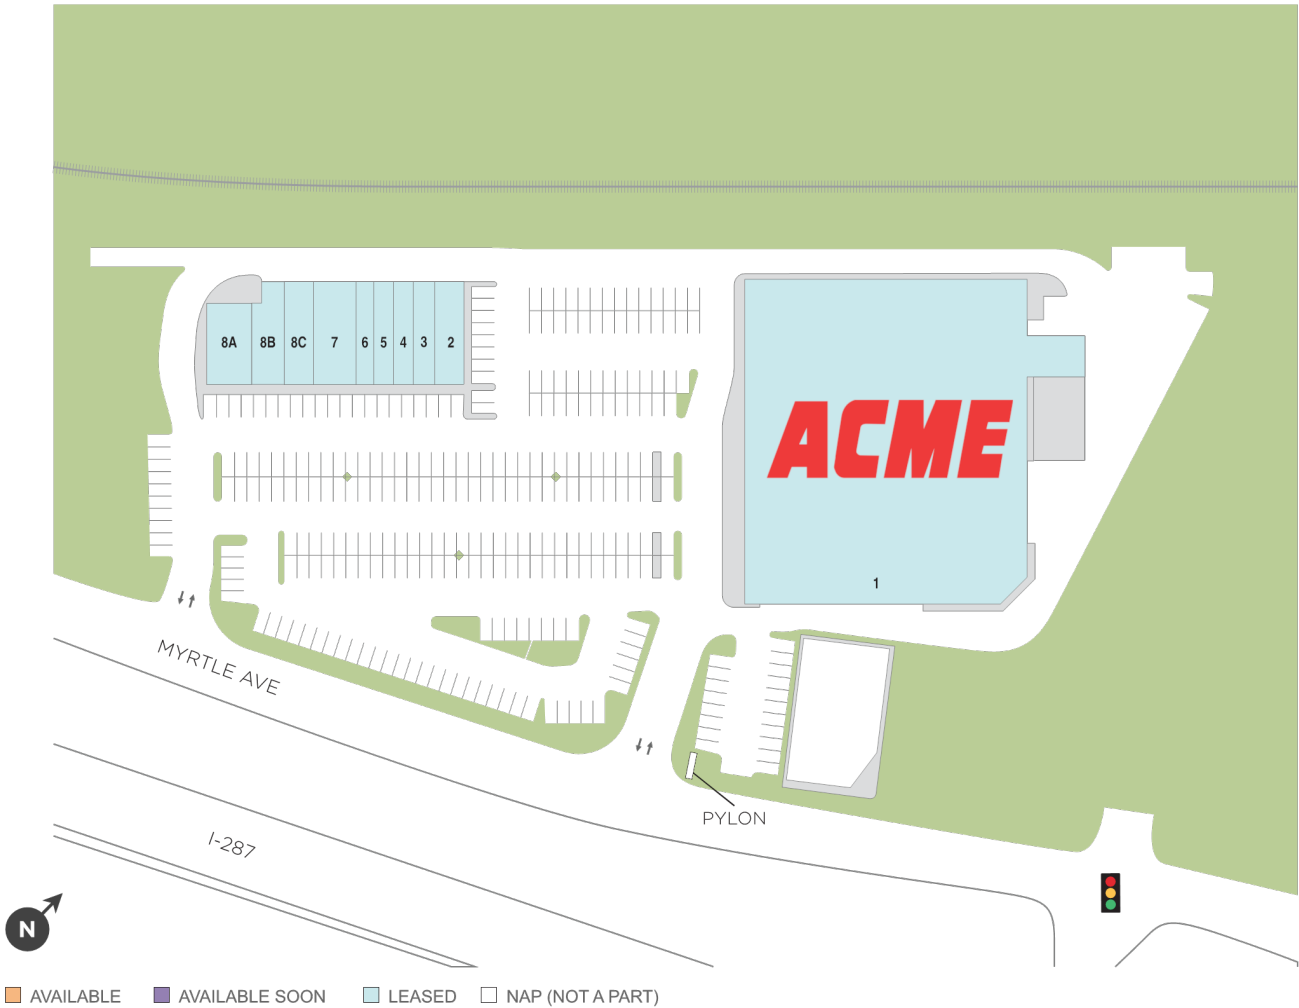 8A 8B 8C 7 6 5 4 3 2
ACME
1
MYRTLE AVE
PYLON
I-287
N
AVAILABLE AVAILABLE SOON LEASED NAP (NOT A PART)